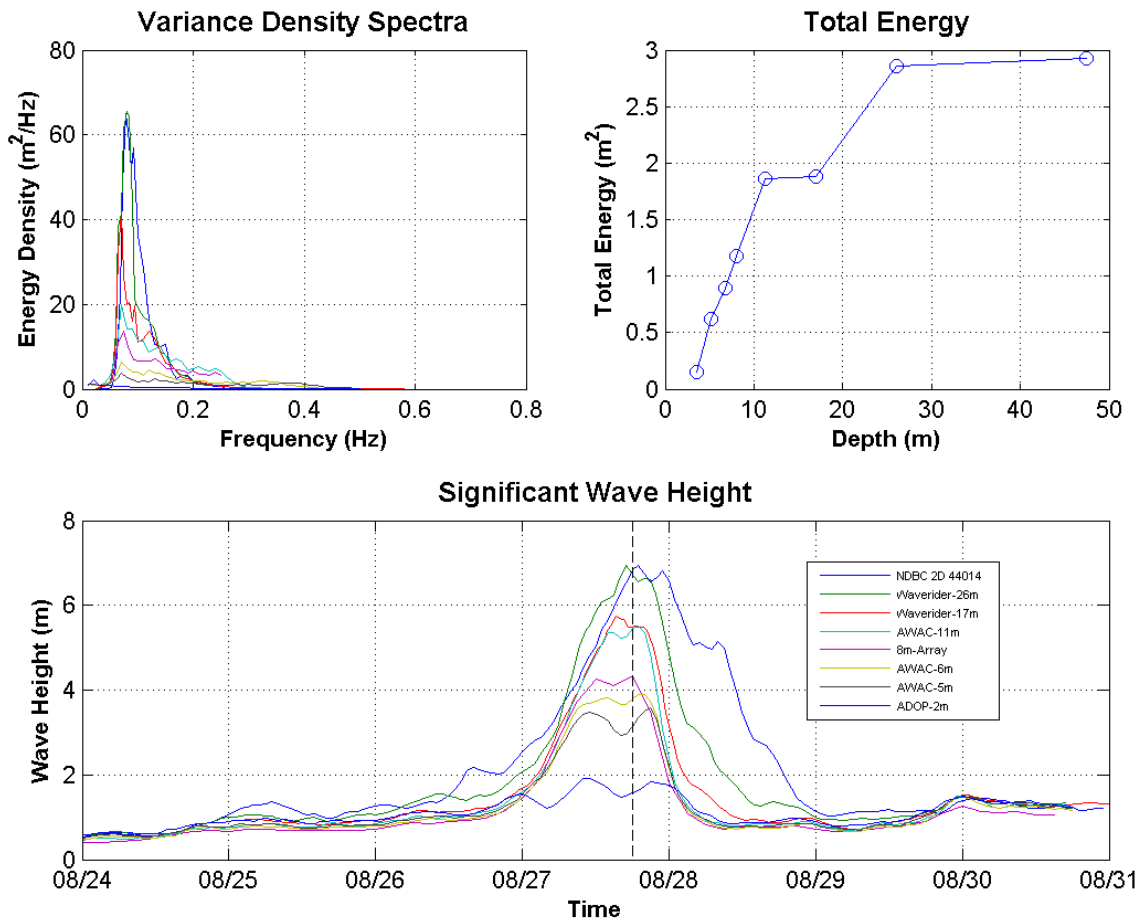 Variance Density Spectra
Energy Density (m²/Hz)
80
60
40
20
0
0 0.2 0.4 0.6 0.8
Frequency (Hz)
Total Energy
Total Energy (m²)
3
2.5
2
1.5
1
0.5
0
0 10 20 30 40 50
Depth (m)
Significant Wave Height
Wave Height (m)
8
6
4
2
0
NDBC 2D 44014
Waverider-26m
Waverider-17m
AWAC-11m
8m-Array
AWAC-6m
AWAC-5m
ADOP-2m
08/24 08/25 08/26 08/27 08/28 08/29 08/30 08/31
Time